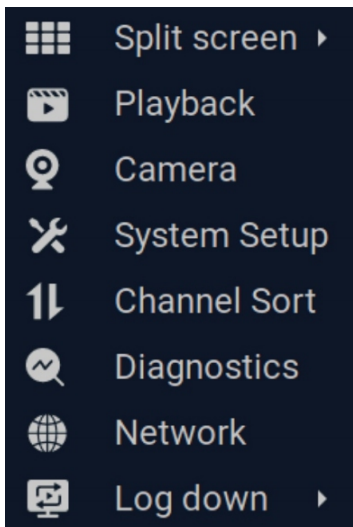 Split screen
Playback
Camera
System Setup
Channel Sort
Diagnostics
Network
Log down